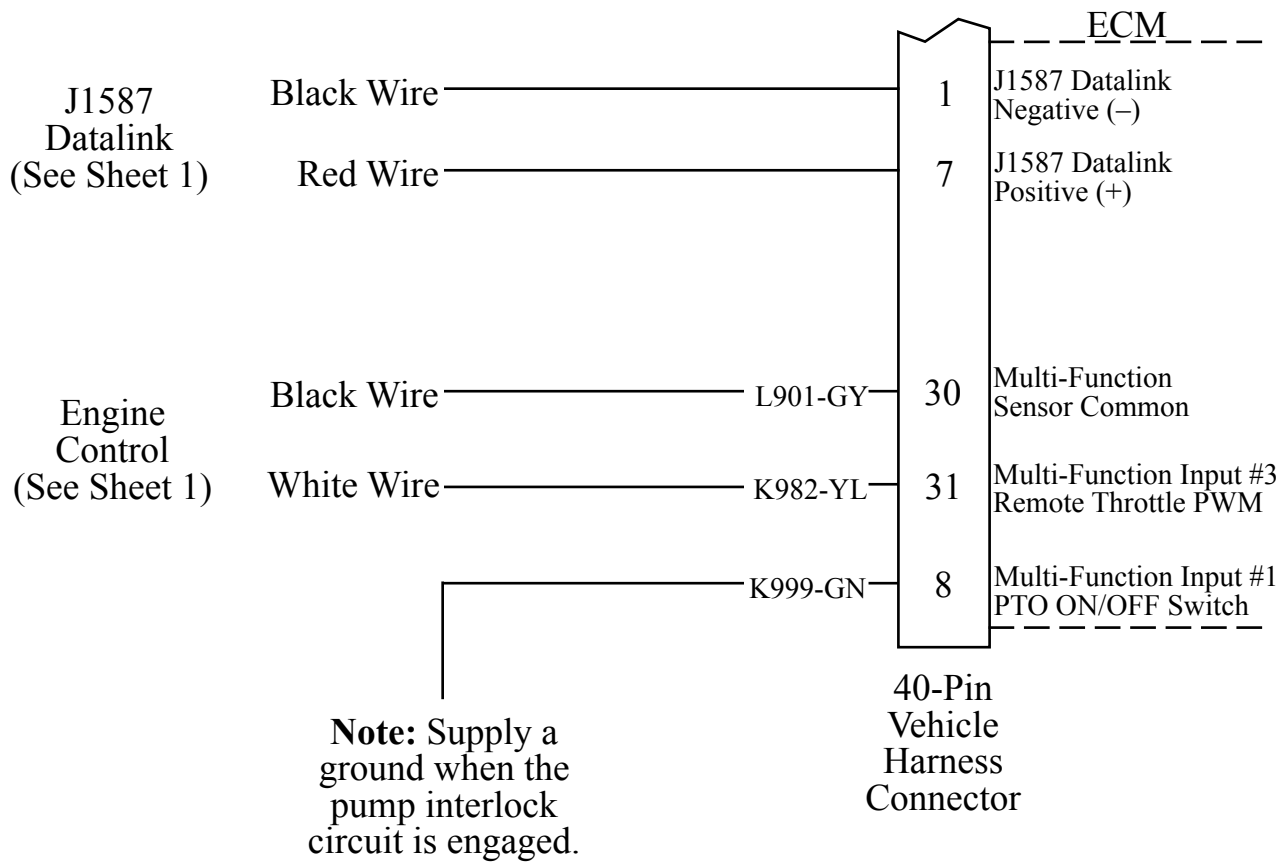 ECM
J1587
Datalink
(See Sheet 1)
Black Wire
1
J1587 Datalink
Negative (–)
Red Wire
7
J1587 Datalink
Positive (+)
Engine
Control
(See Sheet 1)
Black Wire
L901-GY
30
Multi-Function
Sensor Common
White Wire
K982-YL
31
Multi-Function Input #3
Remote Throttle PWM
K999-GN
8
Multi-Function Input #1
PTO ON/OFF Switch
Note: Supply a
ground when the
pump interlock
circuit is engaged.
40-Pin
Vehicle
Harness
Connector